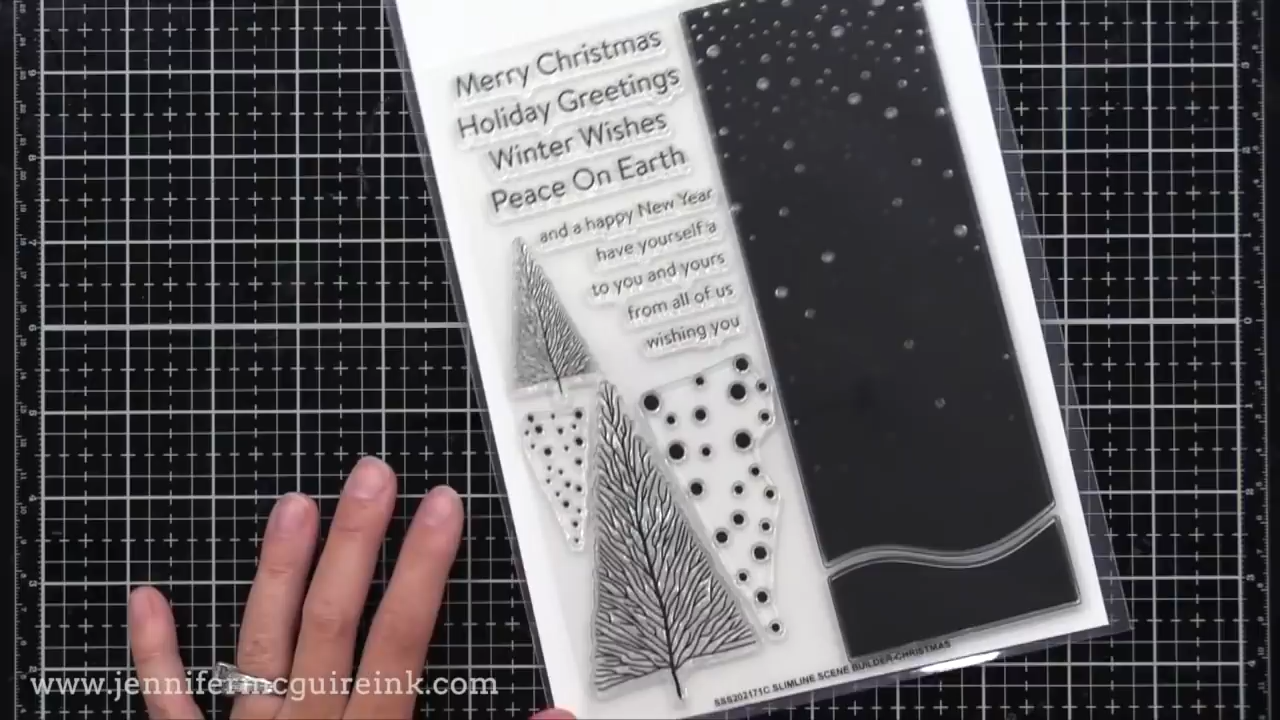 Merry Christmas
Holiday Greetings
Winter Wishes
Peace On Earth
and a happy New Year
have yourself a
to you and yours
from all of us
wishing you
SSS202171C SLIMLINE SCENE BUILDER-CHRISTMAS
www.jennifermcguireink.com